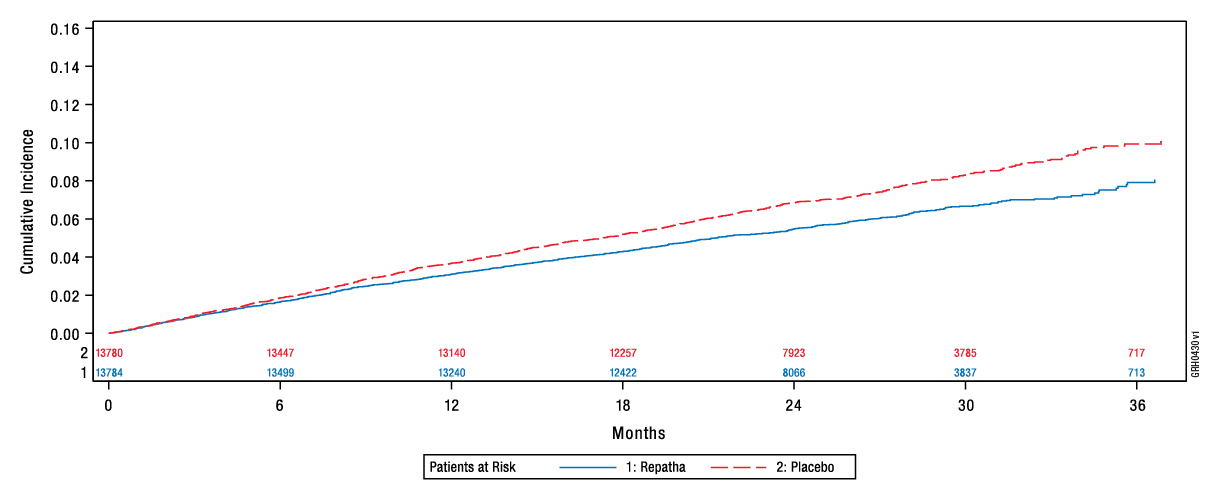 0.16
0.14
0.12
0.10
0.08
0.06
0.04
0.02
0.00
Cumulative Incidence
2 13780 13447 13140 12257 7923 3785 717
1 13784 13499 13240 12422 8066 3837 713
0 6 12 18 24 30 36
Months
GRH0430 v1
Patients at Risk 1: Repatha 2: Placebo